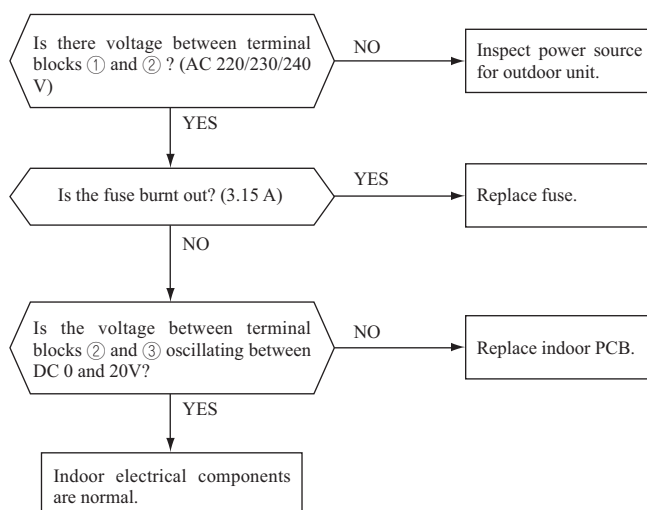 Is there voltage between terminal
blocks ① and ② ? (AC 220/230/240
V)
NO
Inspect power source
for outdoor unit.
YES
Is the fuse burnt out? (3.15 A)
YES
Replace fuse.
NO
Is the voltage between terminal
blocks ② and ③ oscillating between
DC 0 and 20V?
NO
Replace indoor PCB.
YES
Indoor electrical components
are normal.